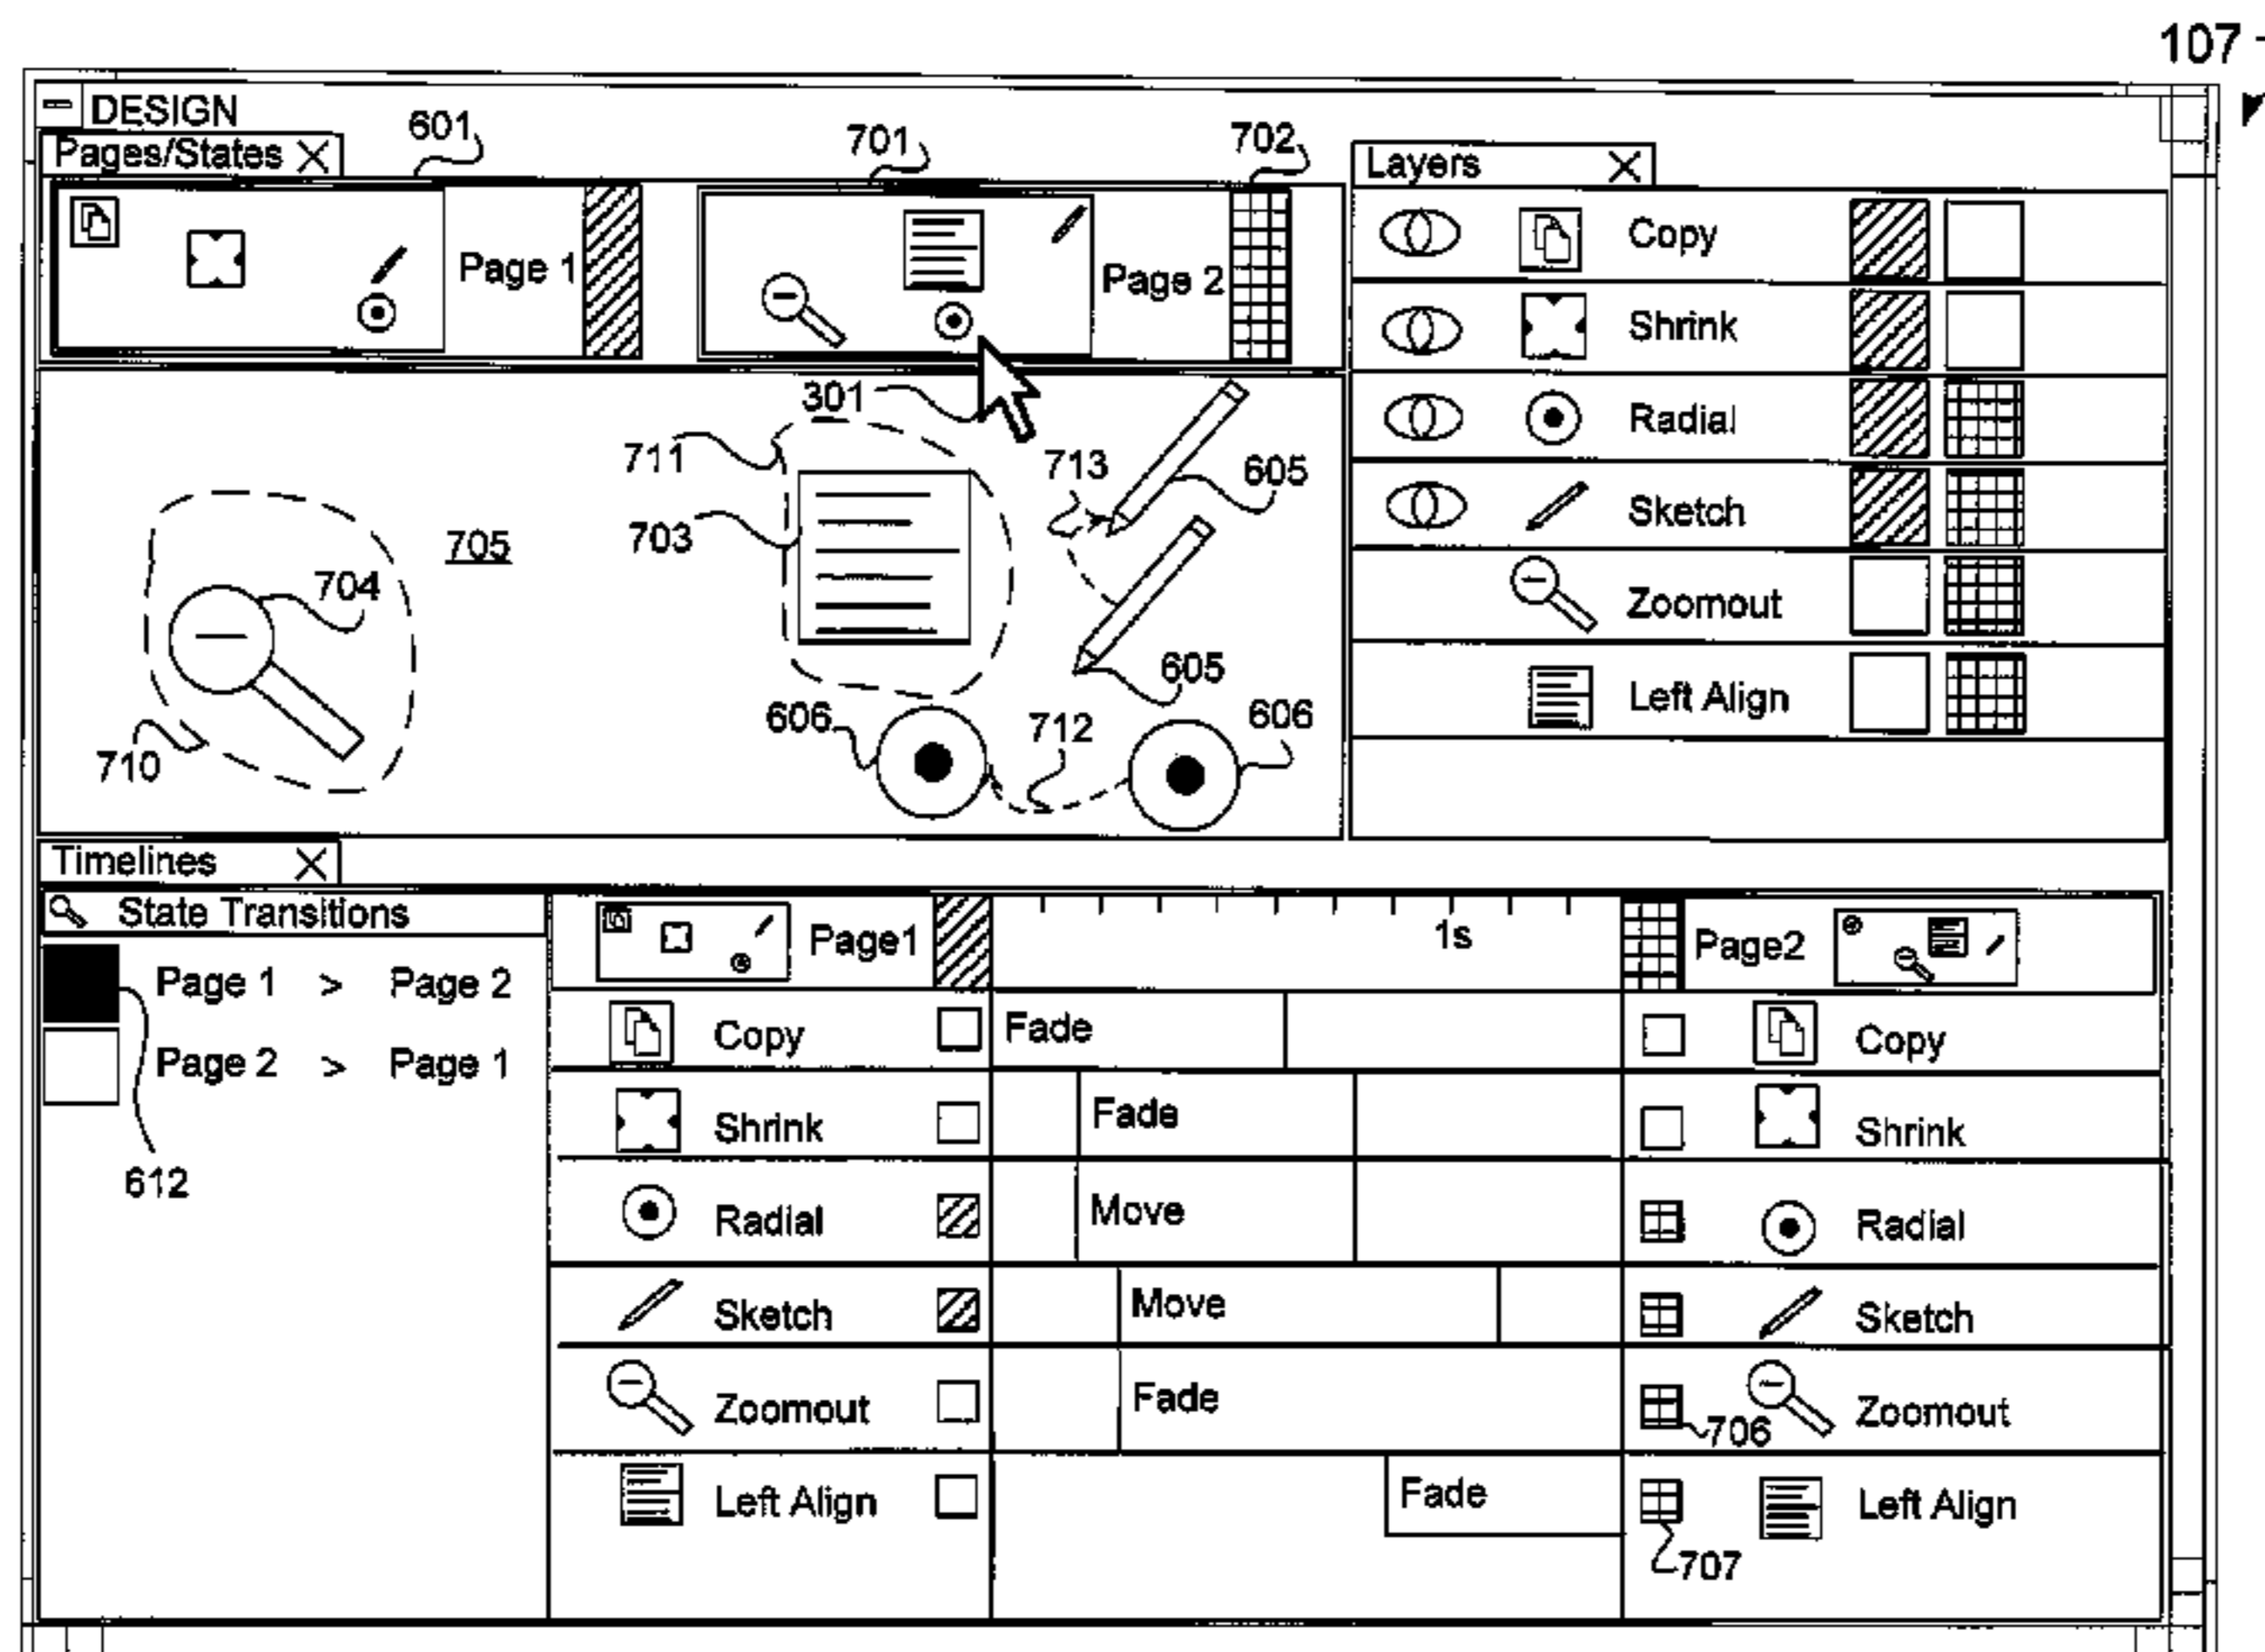 107
DESIGN
Pages/States X
601
701
702
Page 1
Page 2
Layers X
Copy
Shrink
Radial
Sketch
Zoomout
Left Align
301
711
713
605
703
705
704
605
606
712
606
710
Timelines X
State Transitions
Page 1 > Page 2
Page 2 > Page 1
612
Page1
1s
Page2
Copy Fade Copy
Shrink Fade Shrink
Radial Move Radial
Sketch Move Sketch
Zoomout Fade 706 Zoomout
Left Align Fade Left Align
707